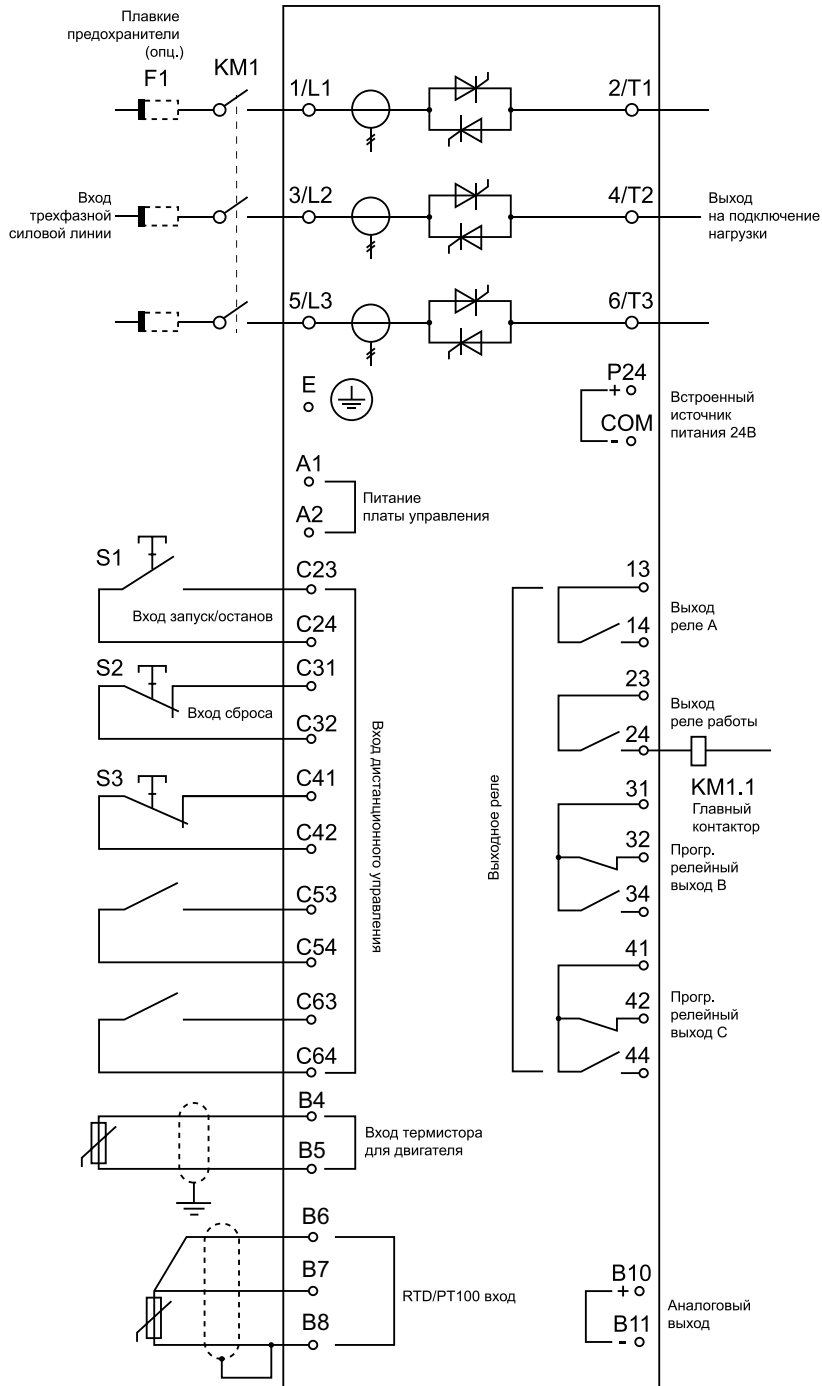 Плавкие
предохранители
(опц.)
F1
KM1
1/L1
2/T1
Вход
трехфазной
силовой линии
3/L2
4/T2
Выход
на подключение
нагрузки
5/L3
6/T3
E
P24
+
COM
-
Встроенный
источник
питания 24В
A1
A2
Питание
платы управления
S1
C23
Вход запуск/останов
C24
S2
C31
Вход сброса
C32
S3
C41
C42
C53
C54
C63
C64
Вход дистанционного управления
Выходное реле
13
14
Выход
реле A
23
24
Выход
реле работы
KM1.1
Главный
контактор
31
32
34
Прогр.
релейный
выход B
41
42
44
Прогр.
релейный
выход C
B4
B5
Вход термистора
для двигателя
B6
B7
B8
RTD/PT100 вход
B10
+
B11
-
Аналоговый
выход